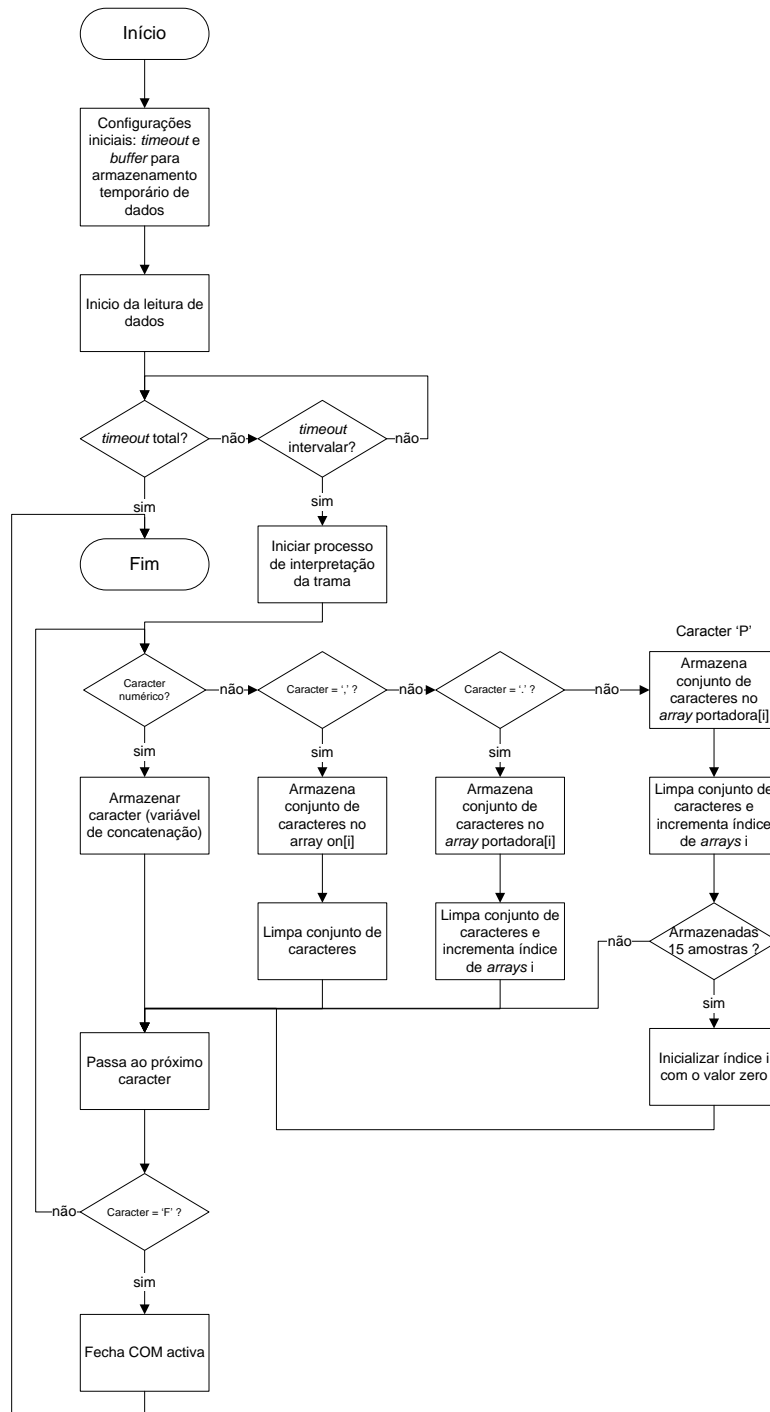 Início
Configurações
iniciais: timeout e
buffer para
armazenamento
temporário de
dados
Inicio da leitura de
dados
timeout total?
não
timeout
intervalar?
não
sim
sim
Fim
Iniciar processo
de interpretação
da trama
Caracter
numérico?
não
Caracter = ‘,’ ?
não
Caracter = ‘.’ ?
não
Caracter ‘P’
Armazena
conjunto de
caracteres no
array portadora[i]
sim
sim
sim
Armazenar
caracter (variável
de concatenação)
Armazena
conjunto de
caracteres no
array on[i]
Armazena
conjunto de
caracteres no
array portadora[i]
Limpa conjunto de
caracteres e
incrementa índice
de arrays i
Limpa conjunto de
caracteres
Limpa conjunto de
caracteres e
incrementa índice
de arrays i
não
Armazenadas
15 amostras ?
sim
Passa ao próximo
caracter
Inicializar índice i
com o valor zero
não
Caracter = ‘F’ ?
sim
Fecha COM activa